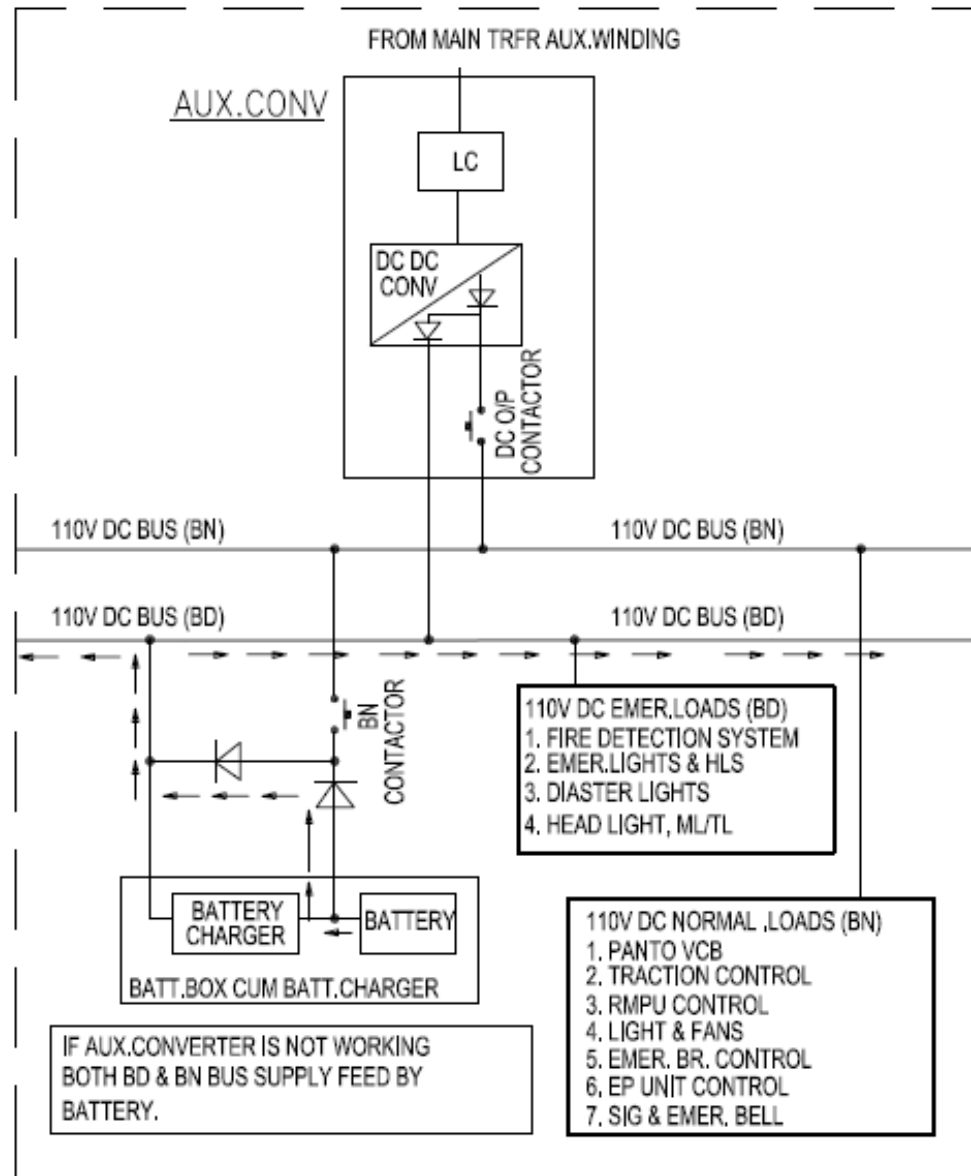 FROM MAIN TRFR AUX.WINDING
AUX.CONV
LC
DC DC
CONV
DC O/P
CONTACTOR
110V DC BUS (BN)
110V DC BUS (BN)
110V DC BUS (BD)
110V DC BUS (BD)
BN
CONTACTOR
110V DC EMER.LOADS (BD)
1. FIRE DETECTION SYSTEM
2. EMER.LIGHTS & HLS
3. DIASTER LIGHTS
4. HEAD LIGHT, ML/TL
BATTERY
CHARGER
BATTERY
BATT.BOX CUM BATT.CHARGER
110V DC NORMAL ,LOADS (BN)
1. PANTO VCB
2. TRACTION CONTROL
3. RMPU CONTROL
4. LIGHT & FANS
5. EMER. BR. CONTROL
6. EP UNIT CONTROL
7. SIG & EMER. BELL
IF AUX.CONVERTER IS NOT WORKING
BOTH BD & BN BUS SUPPLY FEED BY
BATTERY.